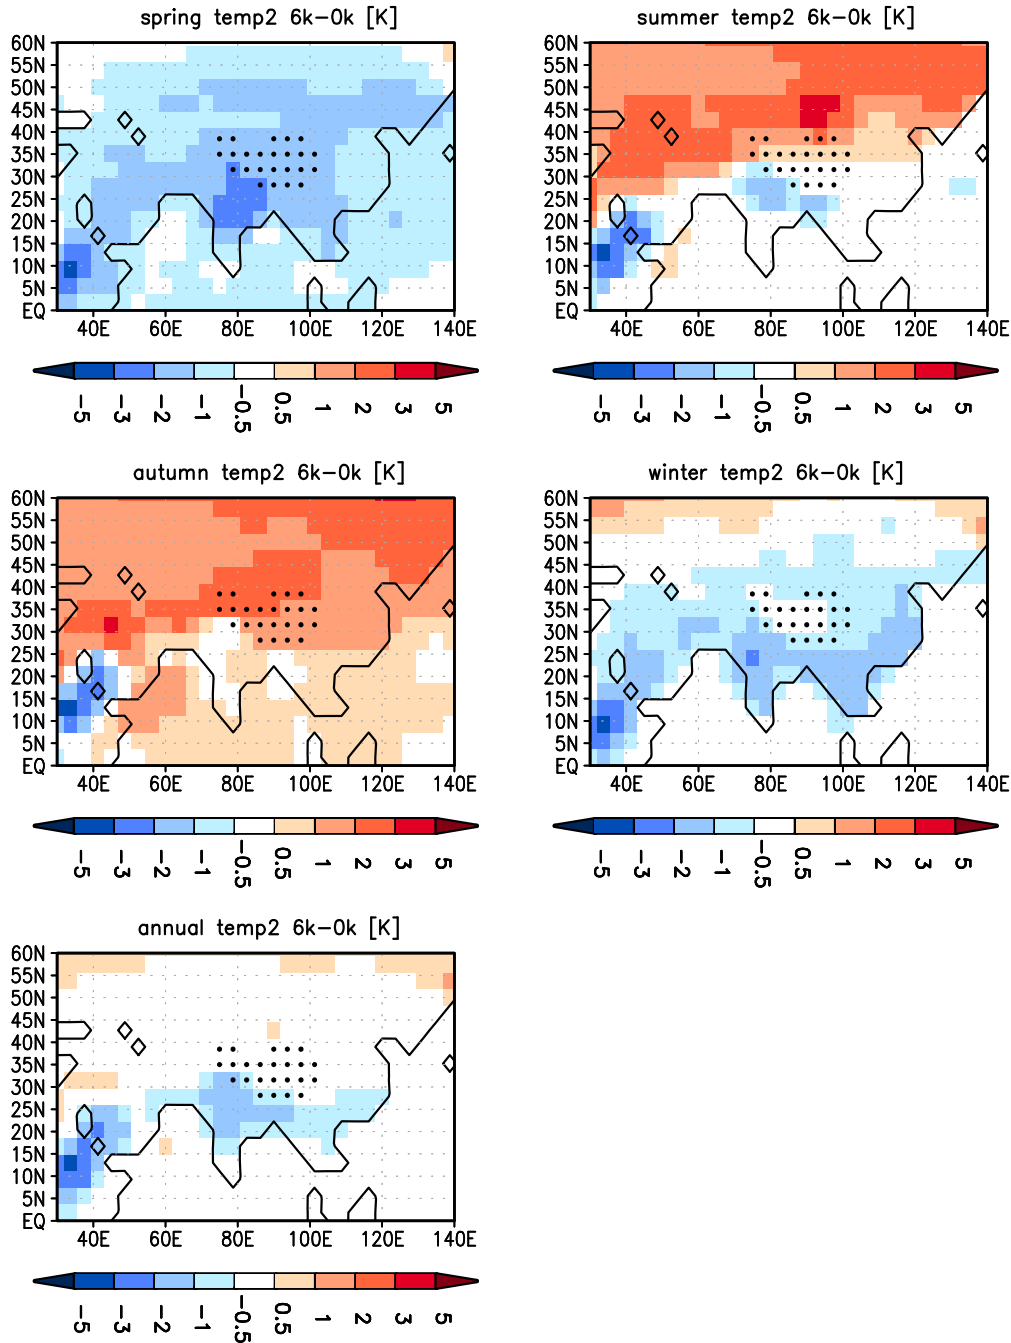 spring temp2 6k−0k [K]
summer temp2 6k−0k [K]
60N
55N
50N
45N
40N
35N
30N
25N
20N
15N
10N
5N
EQ
40E 60E 80E 100E 120E 140E
60N
55N
50N
45N
40N
35N
30N
25N
20N
15N
10N
5N
EQ
40E 60E 80E 100E 120E 140E
−5 −3 −2 −1 −0.5 0.5 1 2 3 5
−5 −3 −2 −1 −0.5 0.5 1 2 3 5
autumn temp2 6k−0k [K]
winter temp2 6k−0k [K]
60N
55N
50N
45N
40N
35N
30N
25N
20N
15N
10N
5N
EQ
40E 60E 80E 100E 120E 140E
60N
55N
50N
45N
40N
35N
30N
25N
20N
15N
10N
5N
EQ
40E 60E 80E 100E 120E 140E
−5 −3 −2 −1 −0.5 0.5 1 2 3 5
−5 −3 −2 −1 −0.5 0.5 1 2 3 5
annual temp2 6k−0k [K]
60N
55N
50N
45N
40N
35N
30N
25N
20N
15N
10N
5N
EQ
40E 60E 80E 100E 120E 140E
−5 −3 −2 −1 −0.5 0.5 1 2 3 5